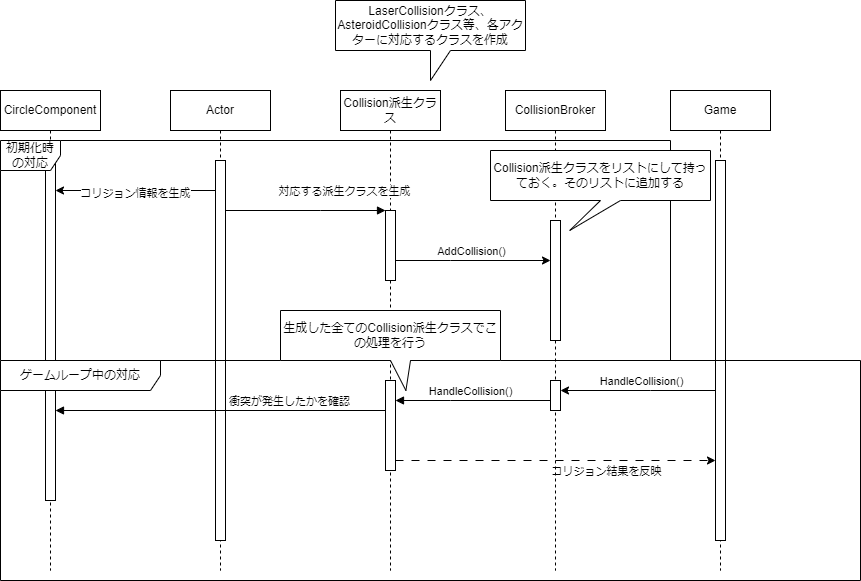 LaserCollisionクラス、
AsteroidCollisionクラス等、各アク
ターに対応するクラスを作成
CircleComponent
Actor
Collision派生クラ
ス
CollisionBroker
Game
初期化時
の対応
Collision派生クラスをリストにして持っ
ておく。そのリストに追加する
コリジョン情報を生成
対応する派生クラスを生成
AddCollision()
生成した全てのCollision派生クラスでこ
の処理を行う
ゲームループ中の対応
HandleCollision()
HandleCollision()
衝突が発生したかを確認
コリジョン結果を反映